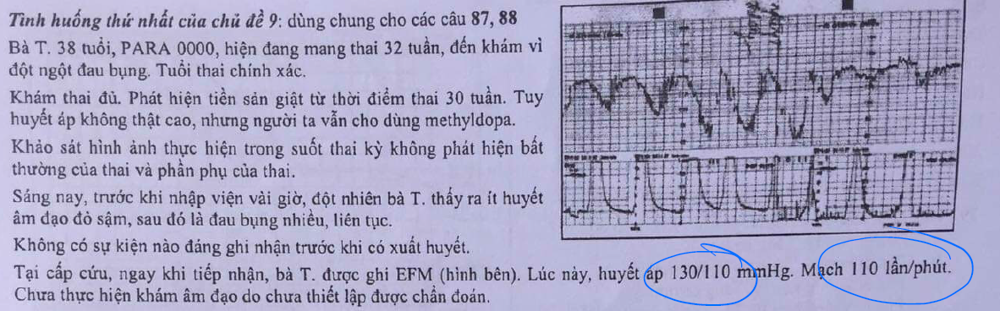 Tình huống thứ nhất của chủ đề 9: dùng chung cho các câu 87, 88
Bà T. 38 tuổi, PARA 0000, hiện đang mang thai 32 tuần, đến khám vì
đột ngột đau bụng. Tuổi thai chính xác.
Khám thai đủ. Phát hiện tiền sản giật từ thời điểm thai 30 tuần. Tuy
huyết áp không thật cao, nhưng người ta vẫn cho dùng methyldopa.
Khảo sát hình ảnh thực hiện trong suốt thai kỳ không phát hiện bất
thường của thai và phần phụ của thai.
Sáng nay, trước khi nhập viện vài giờ, đột nhiên bà T. thấy ra ít huyết
âm đạo đỏ sậm, sau đó là đau bụng nhiều, liên tục.
Không có sự kiện nào đáng ghi nhận trước khi có xuất huyết.
Tại cấp cứu, ngay khi tiếp nhận, bà T. được ghi EFM (hình bên). Lúc này, huyết áp 130/110 mmHg. Mạch 110 lần/phút.
Chưa thực hiện khám âm đạo do chưa thiết lập được chẩn đoán.